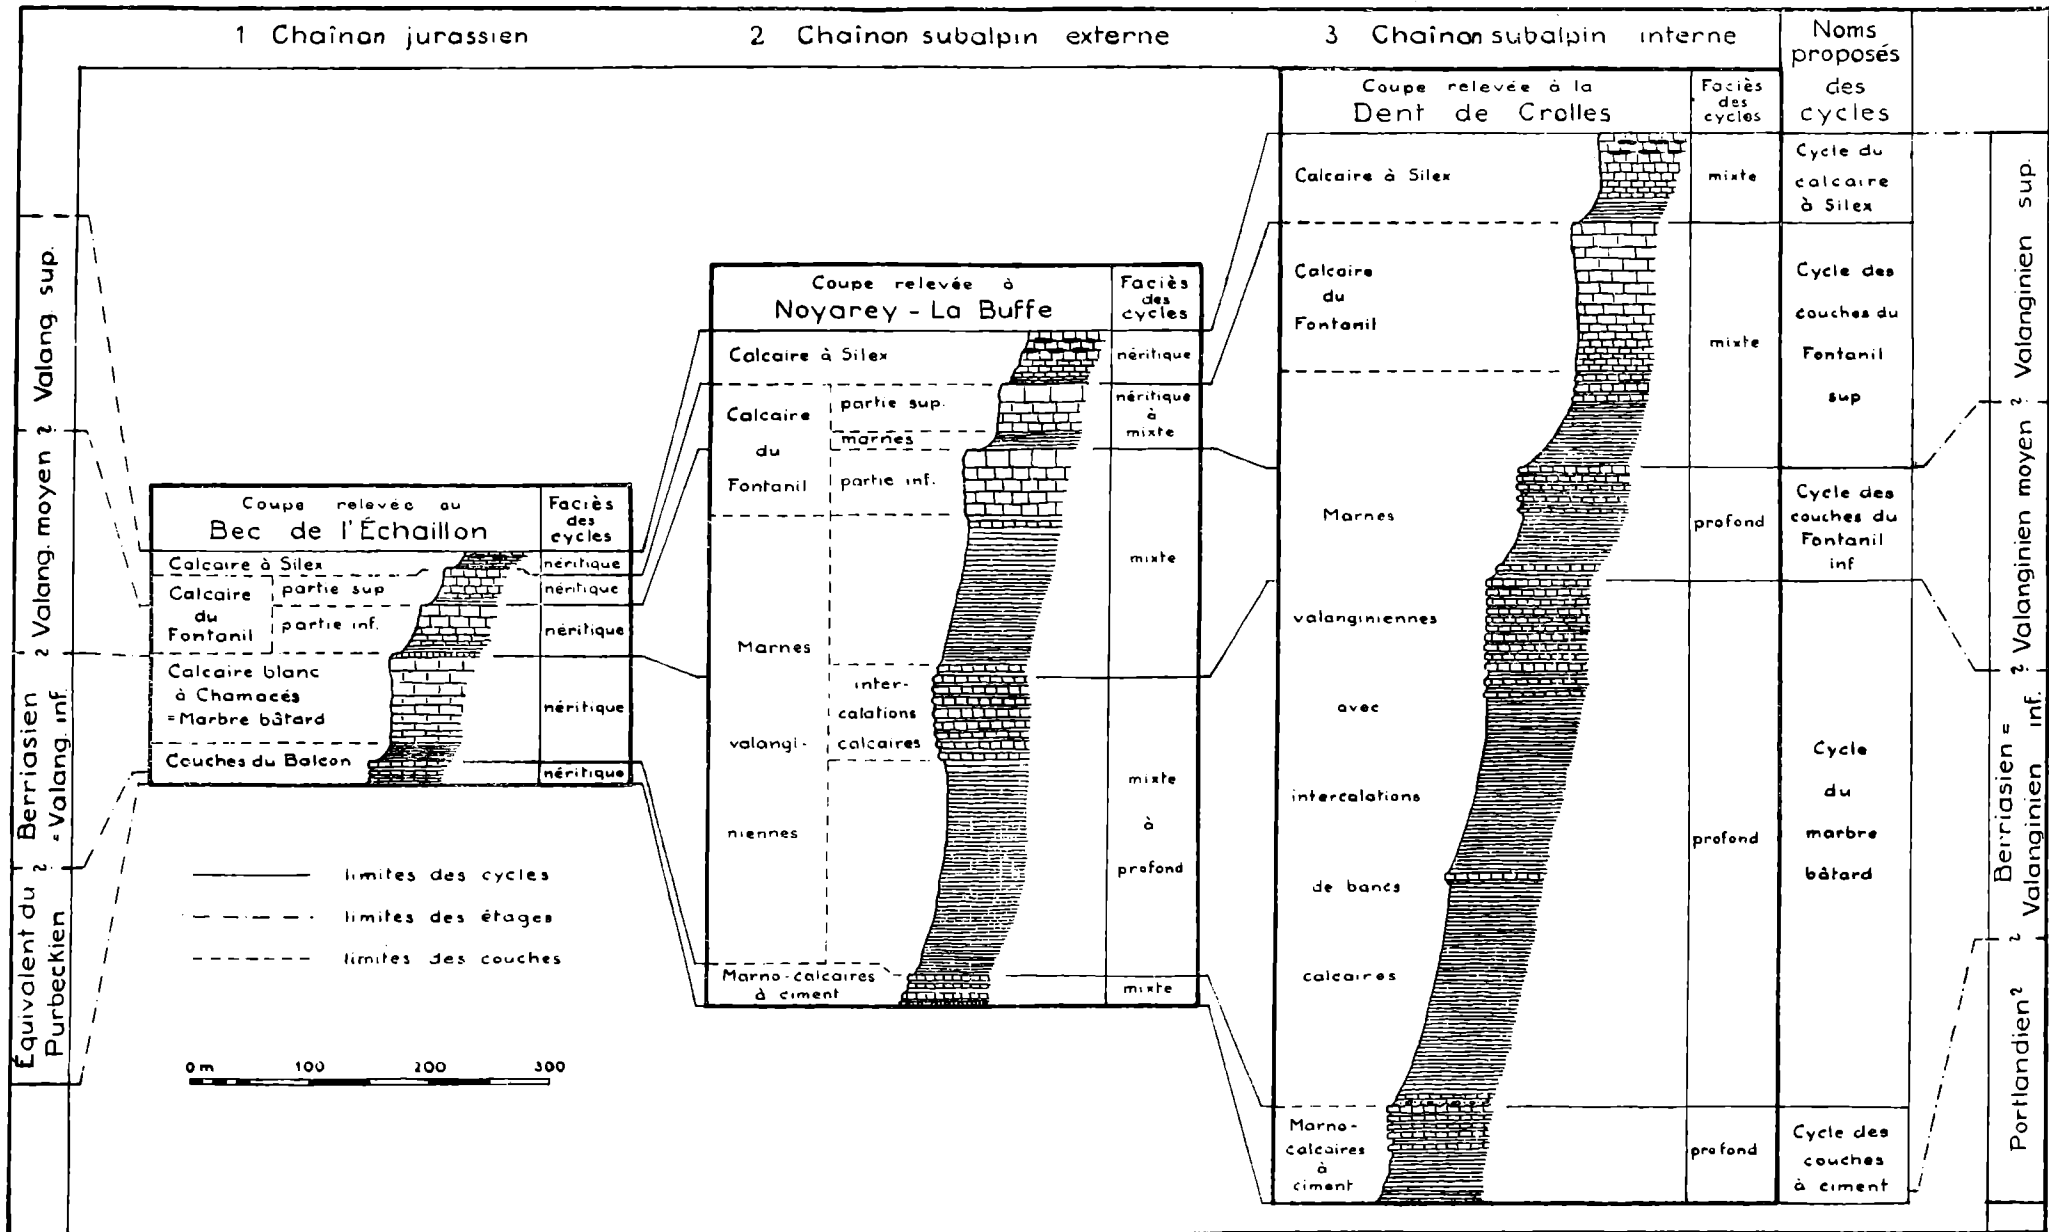 1 Chaînon jurassien
2 Chaînon subalpin externe
3 Chaînon subalpin interne
Noms
proposés
des
cycles
Valang. sup.
? Valang. moyen ?
Berriasien
= Valang. inf.
Équivalent du ?
Purbeckien
Coupe relevée au
Bec de l'Échaillon
Faciès
des
cycles
Calcaire à Silex
néritique
Calcaire
du
Fontanil
partie sup
néritique
partie inf.
néritique
Calcaire blanc
à Chamacés
= Marbre bâtard
néritique
Couches du Balcon
néritique
limites des cycles
limites des étages
limites des couches
0 m 100 200 300
Coupe relevée à
Noyarey - La Buffe
Faciès
des
cycles
Calcaire à Silex
néritique
Calcaire
du
Fontanil
partie sup.
marnes
partie inf.
néritique
à
mixte
mixte
Marnes
valangi-
niennes
inter-
calations
calcaires
mixte
à
profond
Marno-calcaires
à ciment
mixte
Coupe relevée à la
Dent de Crolles
Faciès
des
cycles
Calcaire à Silex
mixte
Cycle du
calcaire
à Silex
Calcaire
du
Fontanil
mixte
Cycle des
couches du
Fontanil
sup
Marnes
valanginiennes
avec
intercalations
de bancs
calcaires
profond
Cycle des
couches du
Fontanil
inf
profond
Cycle
du
marbre
bâtard
Marno-
calcaires
à
ciment
profond
Cycle des
couches
à ciment
Valanginien sup.
? Valanginien moyen ?
Berriasien =
Valanginien inf. ?
Portlandien ?